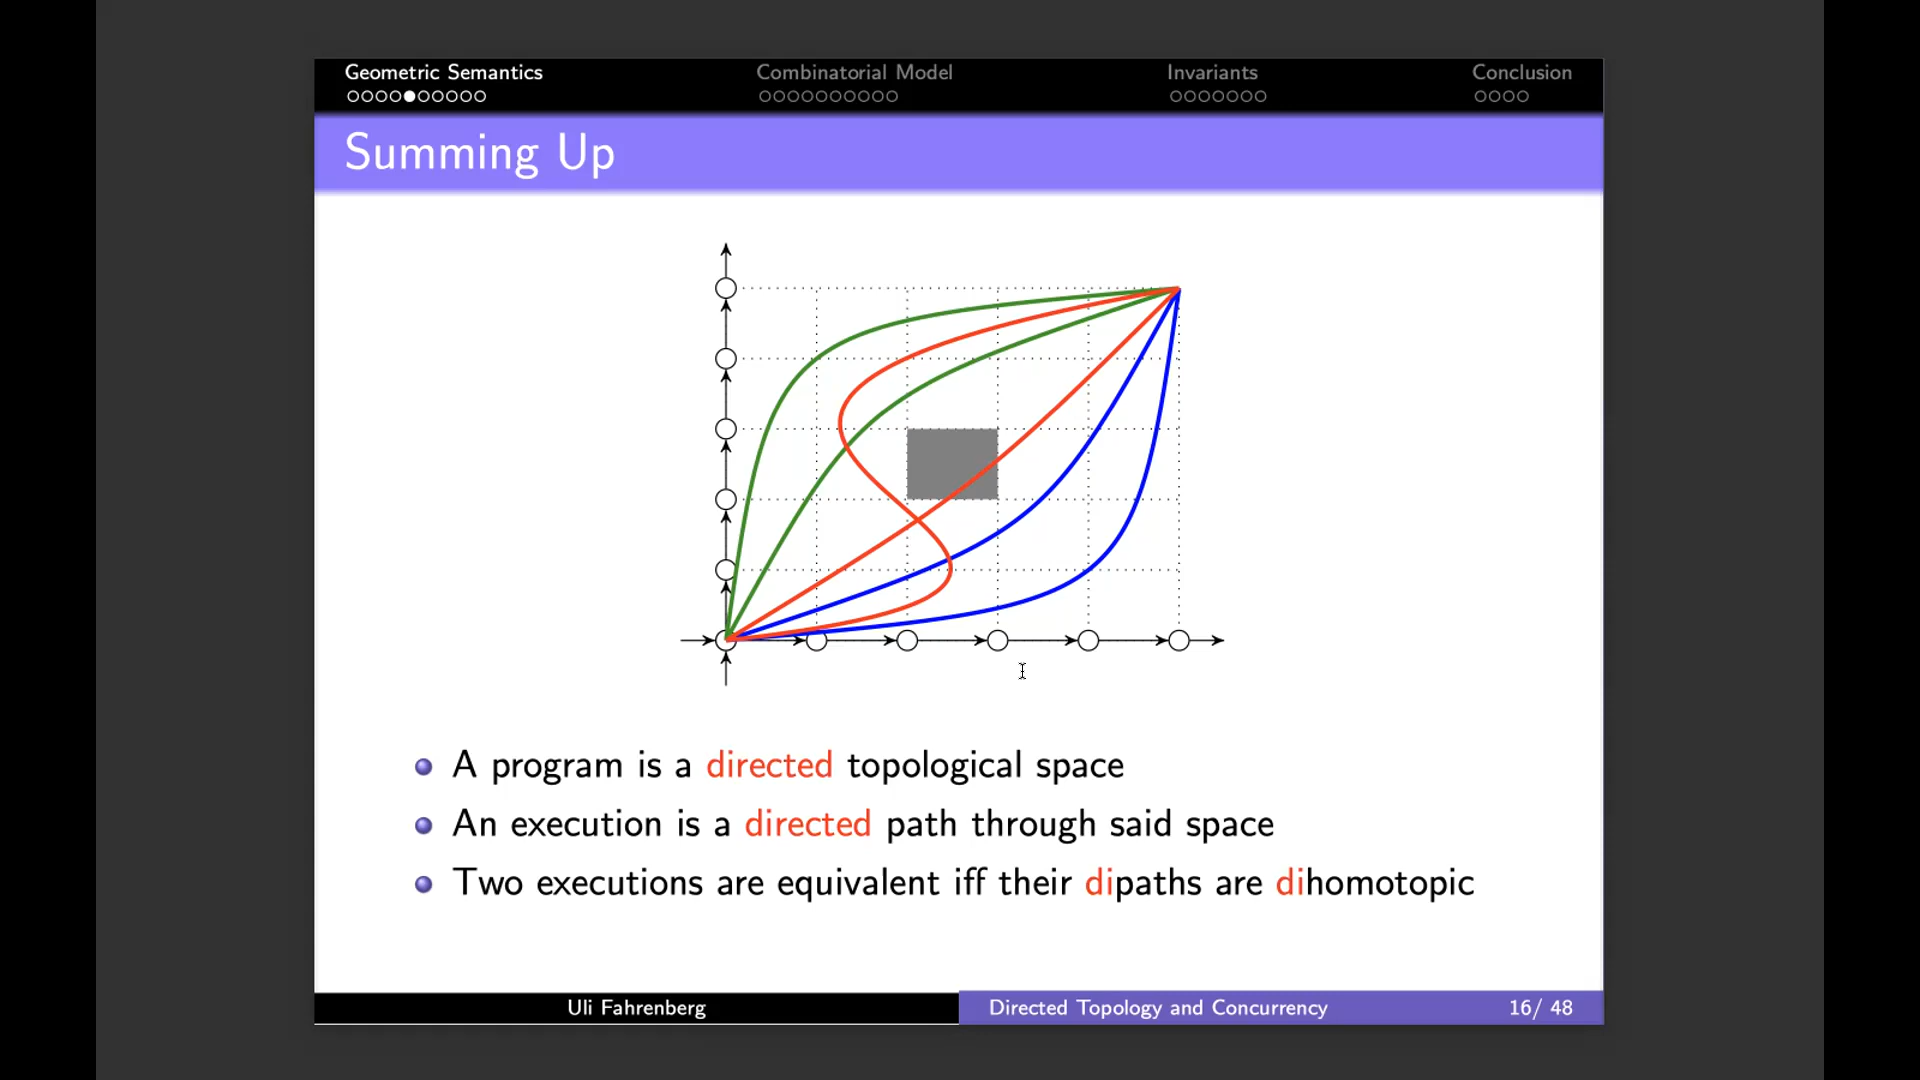 Geometric Semantics
Combinatorial Model
Invariants
Conclusion
Summing Up
A program is a directed topological space
An execution is a directed path through said space
Two executions are equivalent iff their dipaths are dihomotopic
Uli Fahrenberg
Directed Topology and Concurrency
16/ 48